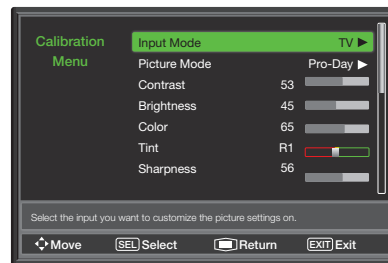 Calibration Menu
Input Mode TV
Picture Mode Pro-Day
Contrast 53
Brightness 45
Color 65
Tint R1
Sharpness 56
Select the input you want to customize the picture settings on.
Move SEL Select Return EXIT Exit